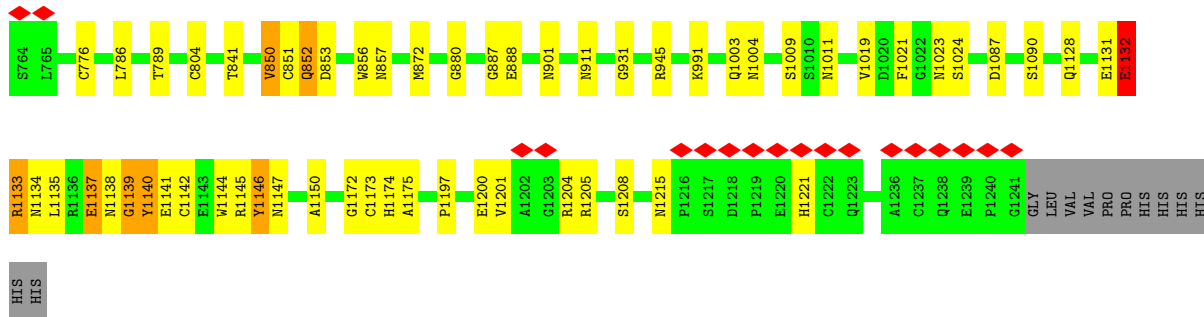 S764 L765 C776 L786 T789 C804 T841 V850 C851 Q852 D853 W856 N857 M872 G880 G887 E888 N901 N911 G931 R945 K991 Q1003 N1004 S1009 S1010 N1011 V1019 D1020 F1021 G1022 N1023 S1024 D1087 S1090 Q1128 E1131 E1132
R1133 N1134 L1135 R1136 E1137 N1138 G1139 Y1140 E1141 C1142 E1143 W1144 R1145 Y1146 N1147 A1150 G1172 C1173 H1174 A1175 P1197 E1200 V1201 A1202 G1203 R1204 R1205 S1208 N1215 P1216 S1217 D1218 P1219 E1220 H1221 C1222 Q1223 A1236 C1237 Q1238 E1239 P1240 G1241 GLY LEU VAL VAL PRO PRO HIS HIS HIS HIS
HIS HIS